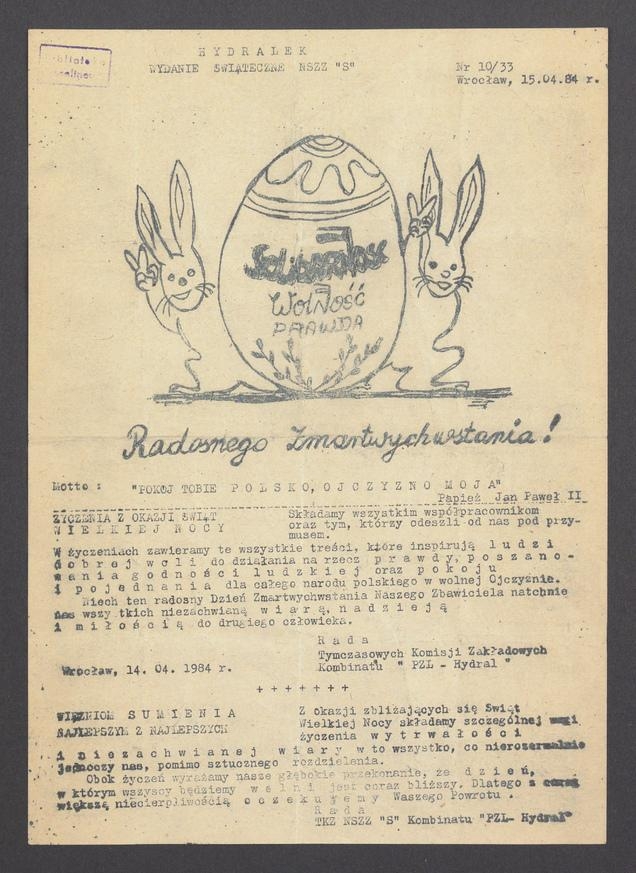 HYDRALEK
WYDANIE ŚWIĄTECZNE NSZZ "S"
Nr 10/33
Wrocław, 15.04.84 r.
Solidarność
Wolność
PRAWDA
Radosnego Zmartwychwstania!
Motto: "POKÓJ TOBIE POLSKO, OJCZYZNO MOJA"
Papież Jan Paweł II
ŻYCZENIA Z OKAZJI ŚWIĄT
WIELKIEJ NOCY
Składamy wszystkim współpracownikom
oraz tym, którzy odeszli od nas pod przy-
musem.
W życzeniach zawieramy te wszystkie treści, które inspirują ludzi
dobrej woli do działania na rzecz prawdy, poszano-
wania godności ludzkiej oraz pokoju
i pojednania dla całego narodu polskiego w wolnej Ojczyźnie.
Niech ten radosny Dzień Zmartwychwstania Naszego Zbawiciela natchnie
nas wszystkich niezachwianą wiarą, nadzieją
i miłością do drugiego człowieka.
Rada
Tymczasowych Komisji Zakładowych
Kombinatu "PZL - Hydral"
Wrocław, 14. 04. 1984 r.
+ + + + + + +
WIĘŹNIOM SUMIENIA
NAJLEPSZYM Z NAJLEPSZYCH
Z okazji zbliżających się Świąt
Wielkiej Nocy składamy szczególnej wagi
życzenia wytrwałości
i niezachwianej wiary w to wszystko, co nierozerwalnie
jednoczy nas, pomimo sztucznego rozdzielenia.
Obok życzeń wyrażamy nasze głębokie przekonanie, że dzień,
w którym wszyscy będziemy wolni jest coraz bliższy. Dlatego z coraz
większą niecierpliwością oczekujemy Waszego Powrotu.
Rada
TKZ NSZZ "S" Kombinatu "PZL- Hydral"